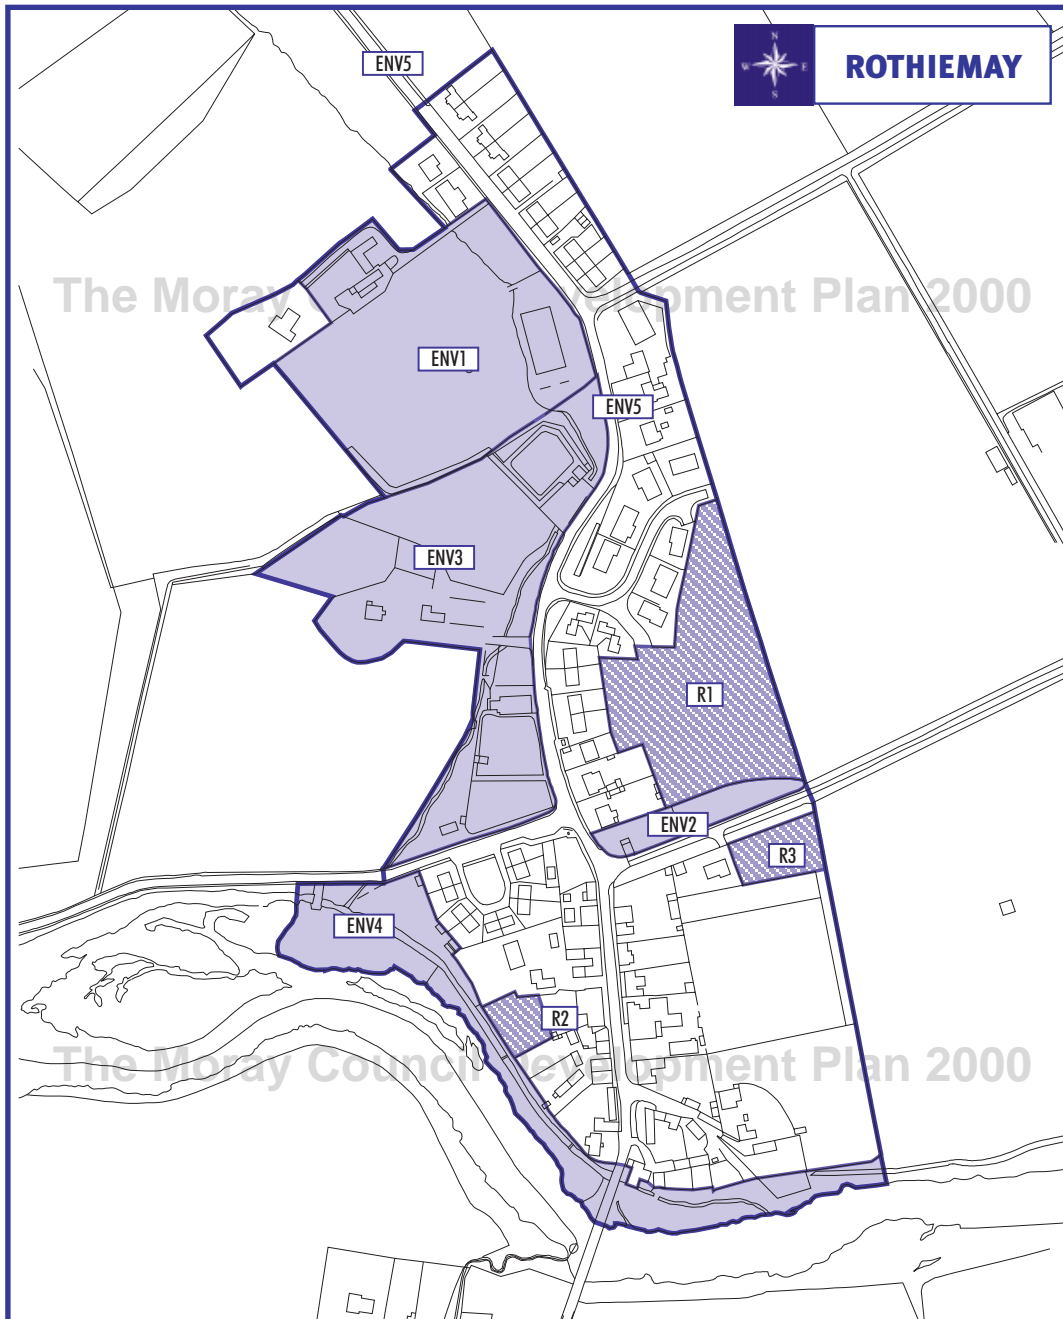 ENV5
N
W E
S
ROTHIEMAY
The Moray Council Development Plan 2000
ENV1
ENV5
ENV3
R1
ENV2
R3
ENV4
R2
The Moray Council Development Plan 2000